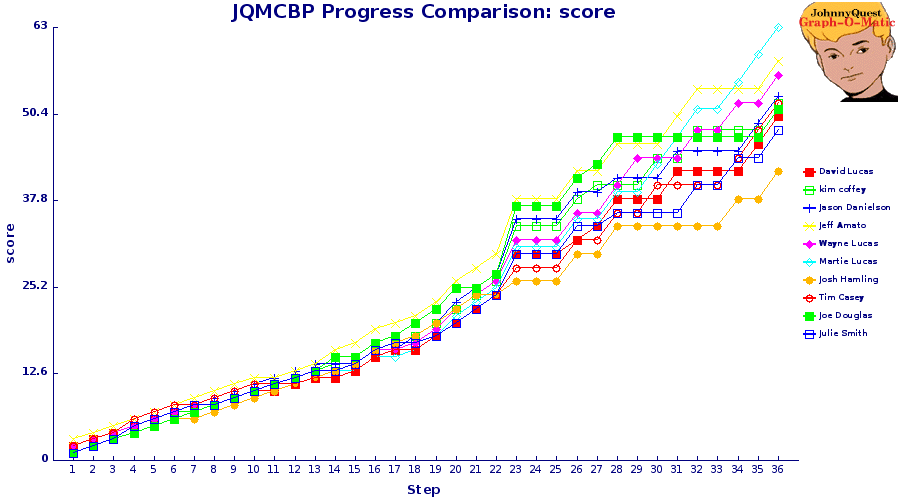 JQMCBP Progress Comparison: score
JohnnyQuest
Graph-O-Matic
63
50.4
37.8
25.2
12.6
0
score
1 2 3 4 5 6 7 8 9 10 11 12 13 14 15 16 17 18 19 20 21 22 23 24 25 26 27 28 29 30 31 32 33 34 35 36
Step
David Lucas
kim coffey
Jason Danielson
Jeff Amato
Wayne Lucas
Martie Lucas
Josh Hamling
Tim Casey
Joe Douglas
Julie Smith